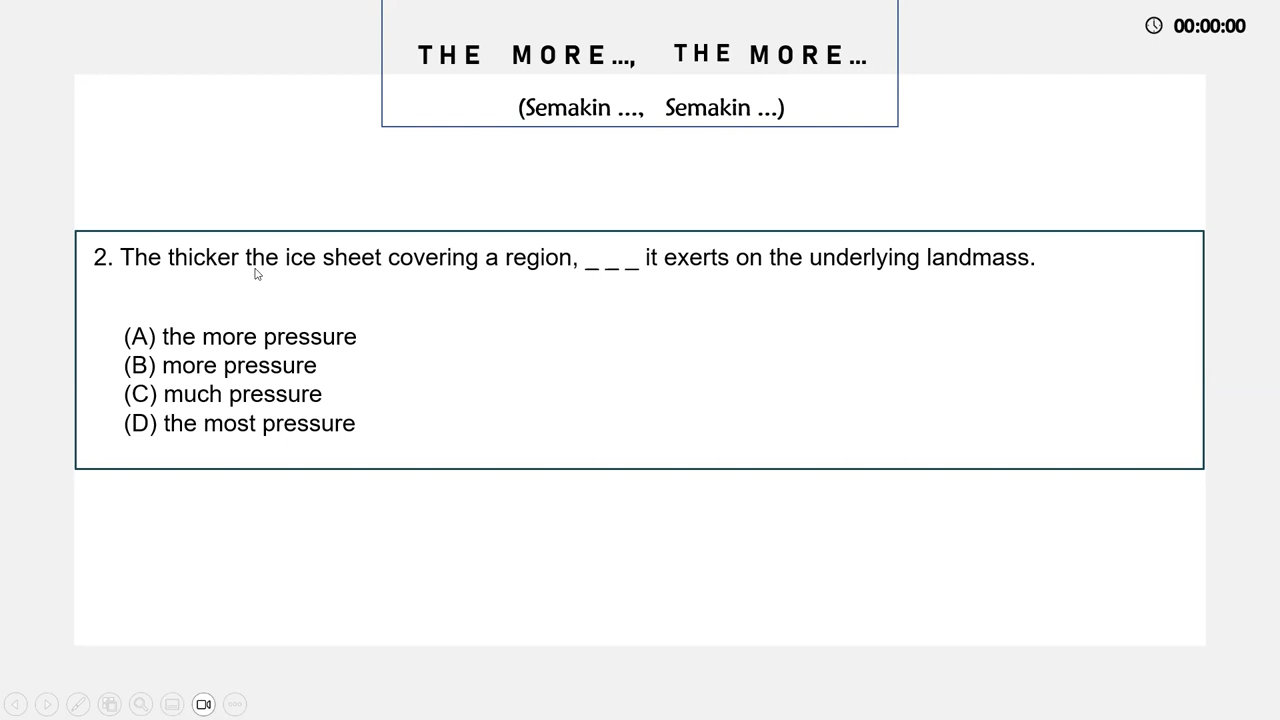 00:00:00
THE MORE…, THE MORE…
(Semakin …, Semakin …)
2. The thicker the ice sheet covering a region, _ _ _ it exerts on the underlying landmass.
(A) the more pressure
(B) more pressure
(C) much pressure
(D) the most pressure